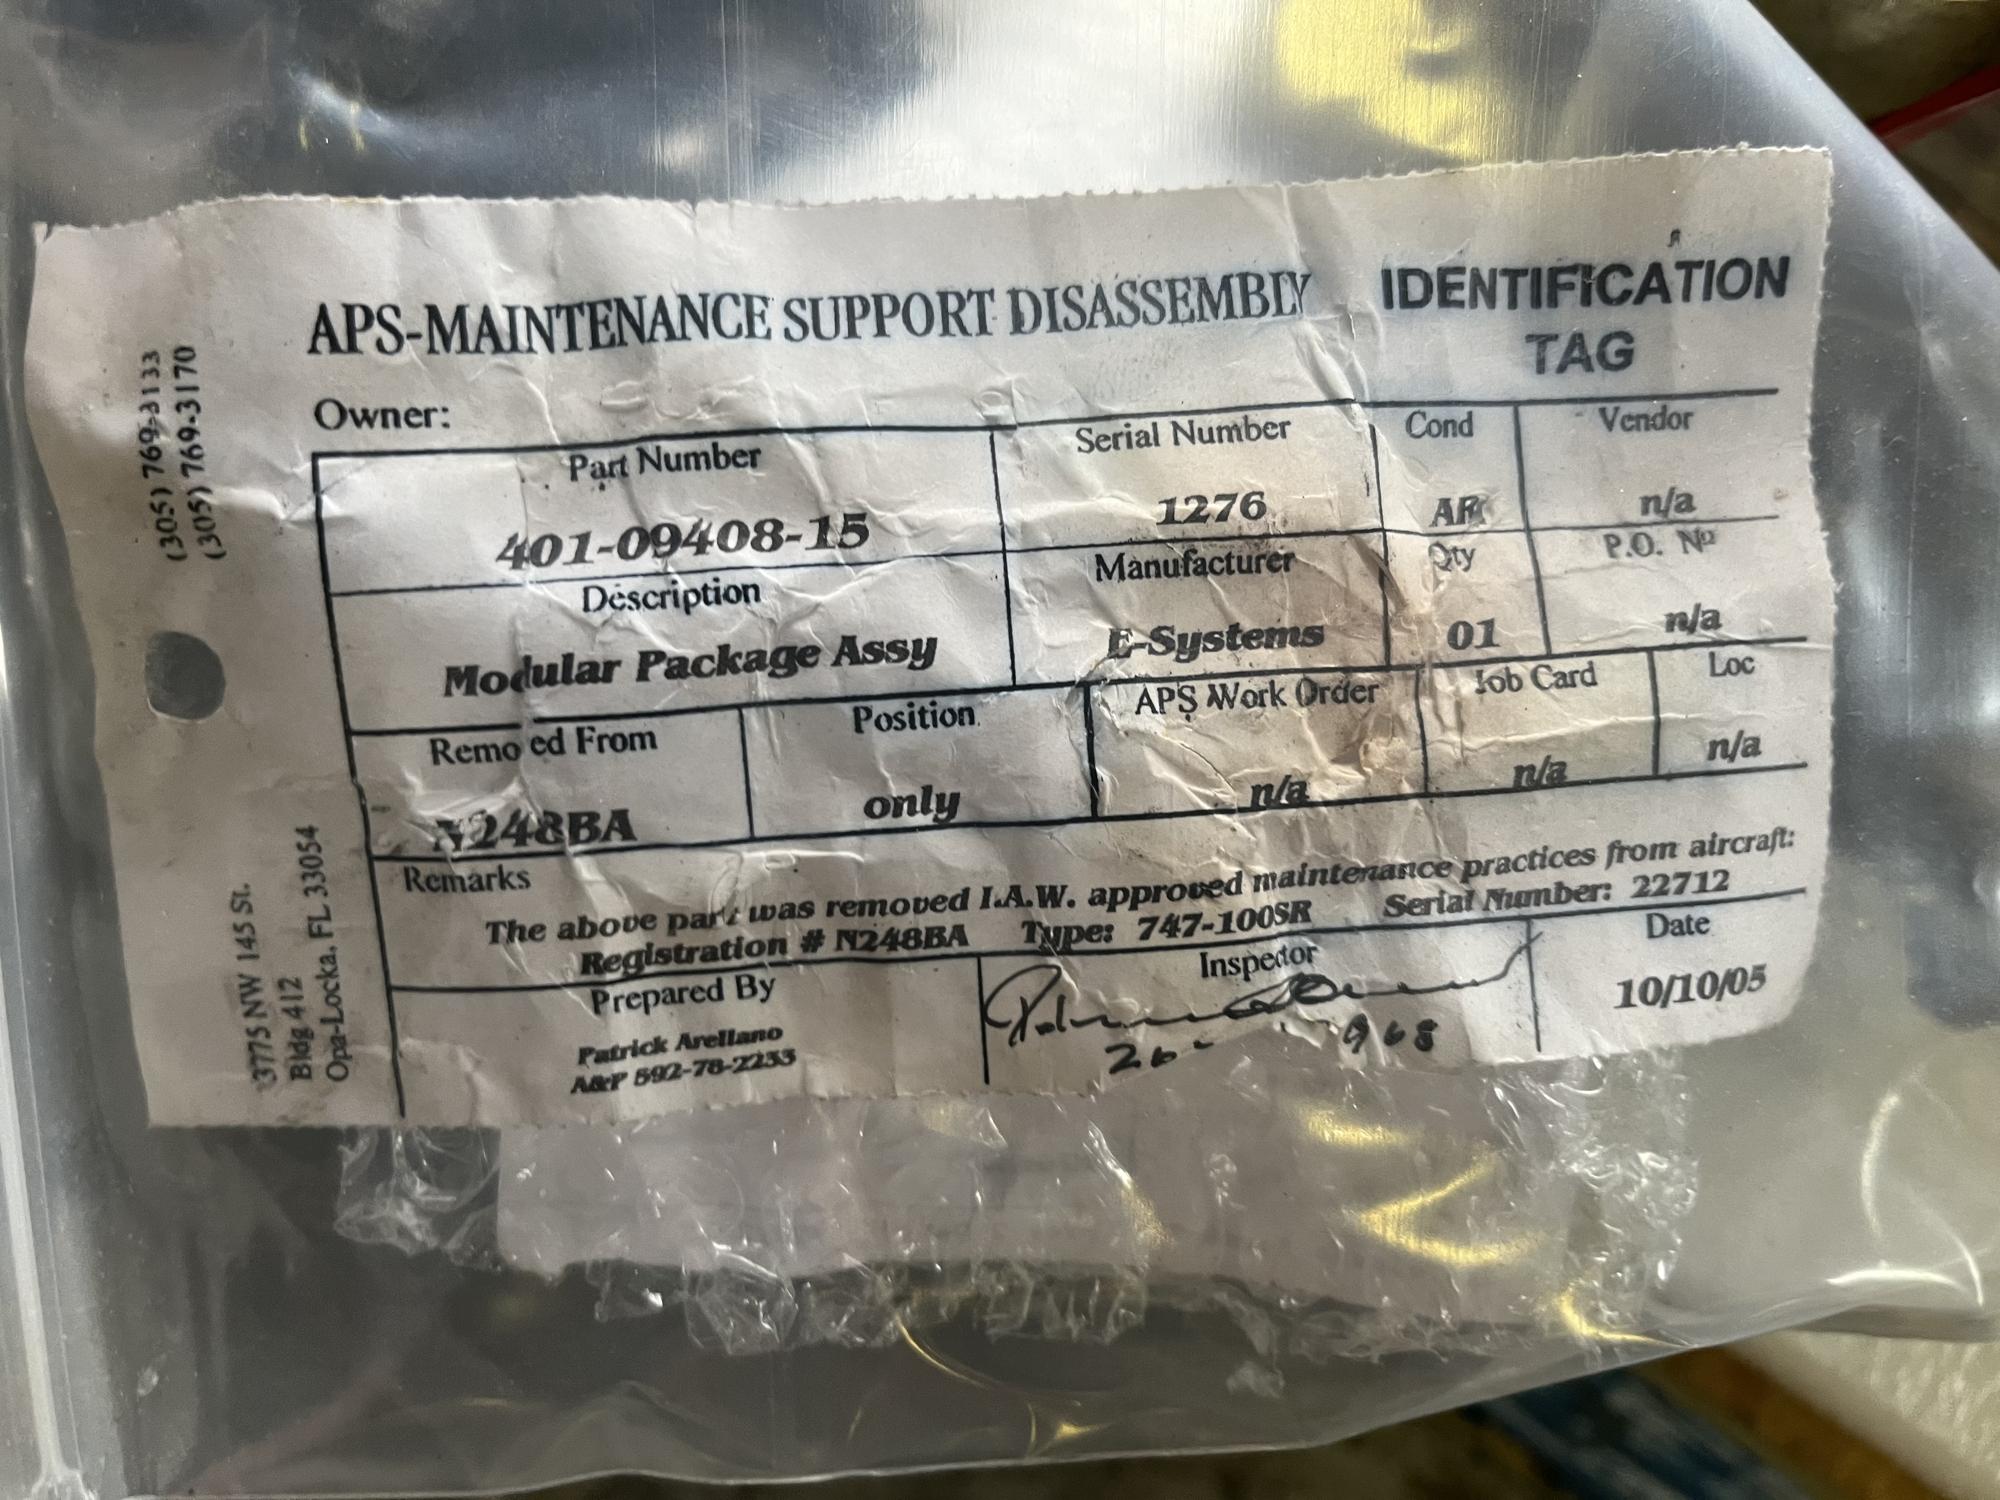 APS-MAINTENANCE SUPPORT DISASSEMBLY
IDENTIFICATION
TAG
(305) 769-3133
(305) 769-3170
3775 NW 145 St.
Bldg 412
Opa-Locka, FL 33054
Owner:
Part Number
401-09408-15
Serial Number
1276
Cond
AR
Vendor
n/a
Description
Modular Package Assy
Manufacturer
E-Systems
Qty
01
P.O. Nº
n/a
Removed From
N248BA
Position
only
APS Work Order
n/a
Job Card
n/a
Loc
n/a
Remarks
The above part was removed I.A.W. approved maintenance practices from aircraft:
Registration # N248BA Type: 747-100SR Serial Number: 22712
Prepared By
Patrick Arellano
A&P 592-78-2233
Inspector
Date
10/10/05